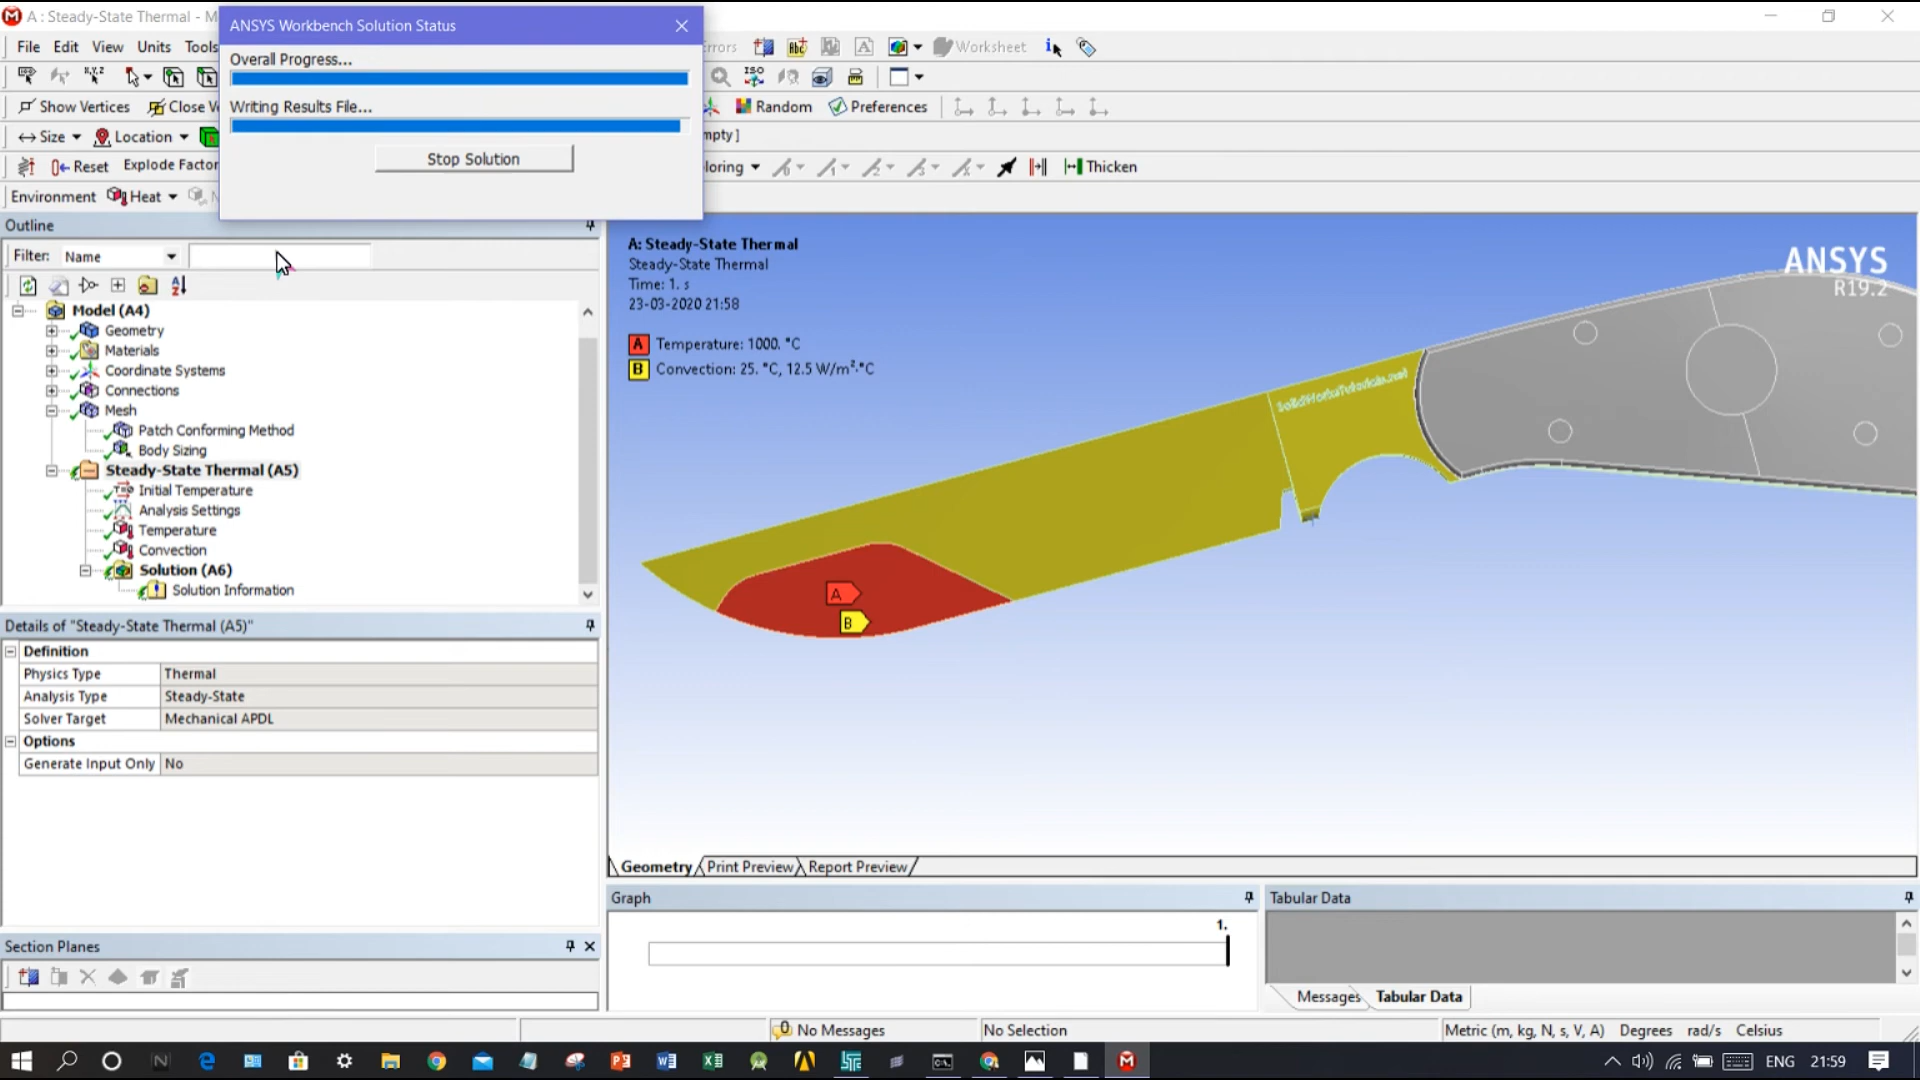 A : Steady-State Thermal - M
ANSYS Workbench Solution Status
File Edit View Units Tools
Overall Progress...
rrors
Worksheet
Writing Results File...
Show Vertices
Close V
Random
Preferences
Size
Location
mpty]
Stop Solution
Reset
Explode Factor
loring
Thicken
Environment
Heat
Outline
Filter: Name
Model (A4)
Geometry
Materials
Coordinate Systems
Connections
Mesh
Patch Conforming Method
Body Sizing
Steady-State Thermal (A5)
Initial Temperature
Analysis Settings
Temperature
Convection
Solution (A6)
Solution Information
Details of "Steady-State Thermal (A5)"
Definition
Physics Type Thermal
Analysis Type Steady-State
Solver Target Mechanical APDL
Options
Generate Input Only No
Section Planes
A: Steady-State Thermal
Steady-State Thermal
Time: 1. s
23-03-2020 21:58
A Temperature: 1000. °C
B Convection: 25. °C, 12.5 W/m²·°C
ANSYS
R19.2
SolidWorksTutorials.net
A
B
Geometry Print Preview Report Preview
Graph
1.
Tabular Data
Messages Tabular Data
0 No Messages
No Selection
Metric (m, kg, N, s, V, A) Degrees rad/s Celsius
ENG 21:59